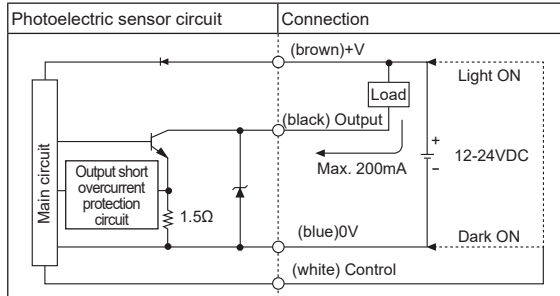 Photoelectric sensor circuit
Connection
(brown)+V
Light ON
Load
(black) Output
Main circuit
Max. 200mA
+
12-24VDC
−
Output short
overcurrent
protection
circuit
1.5Ω
(blue)0V
Dark ON
(white) Control